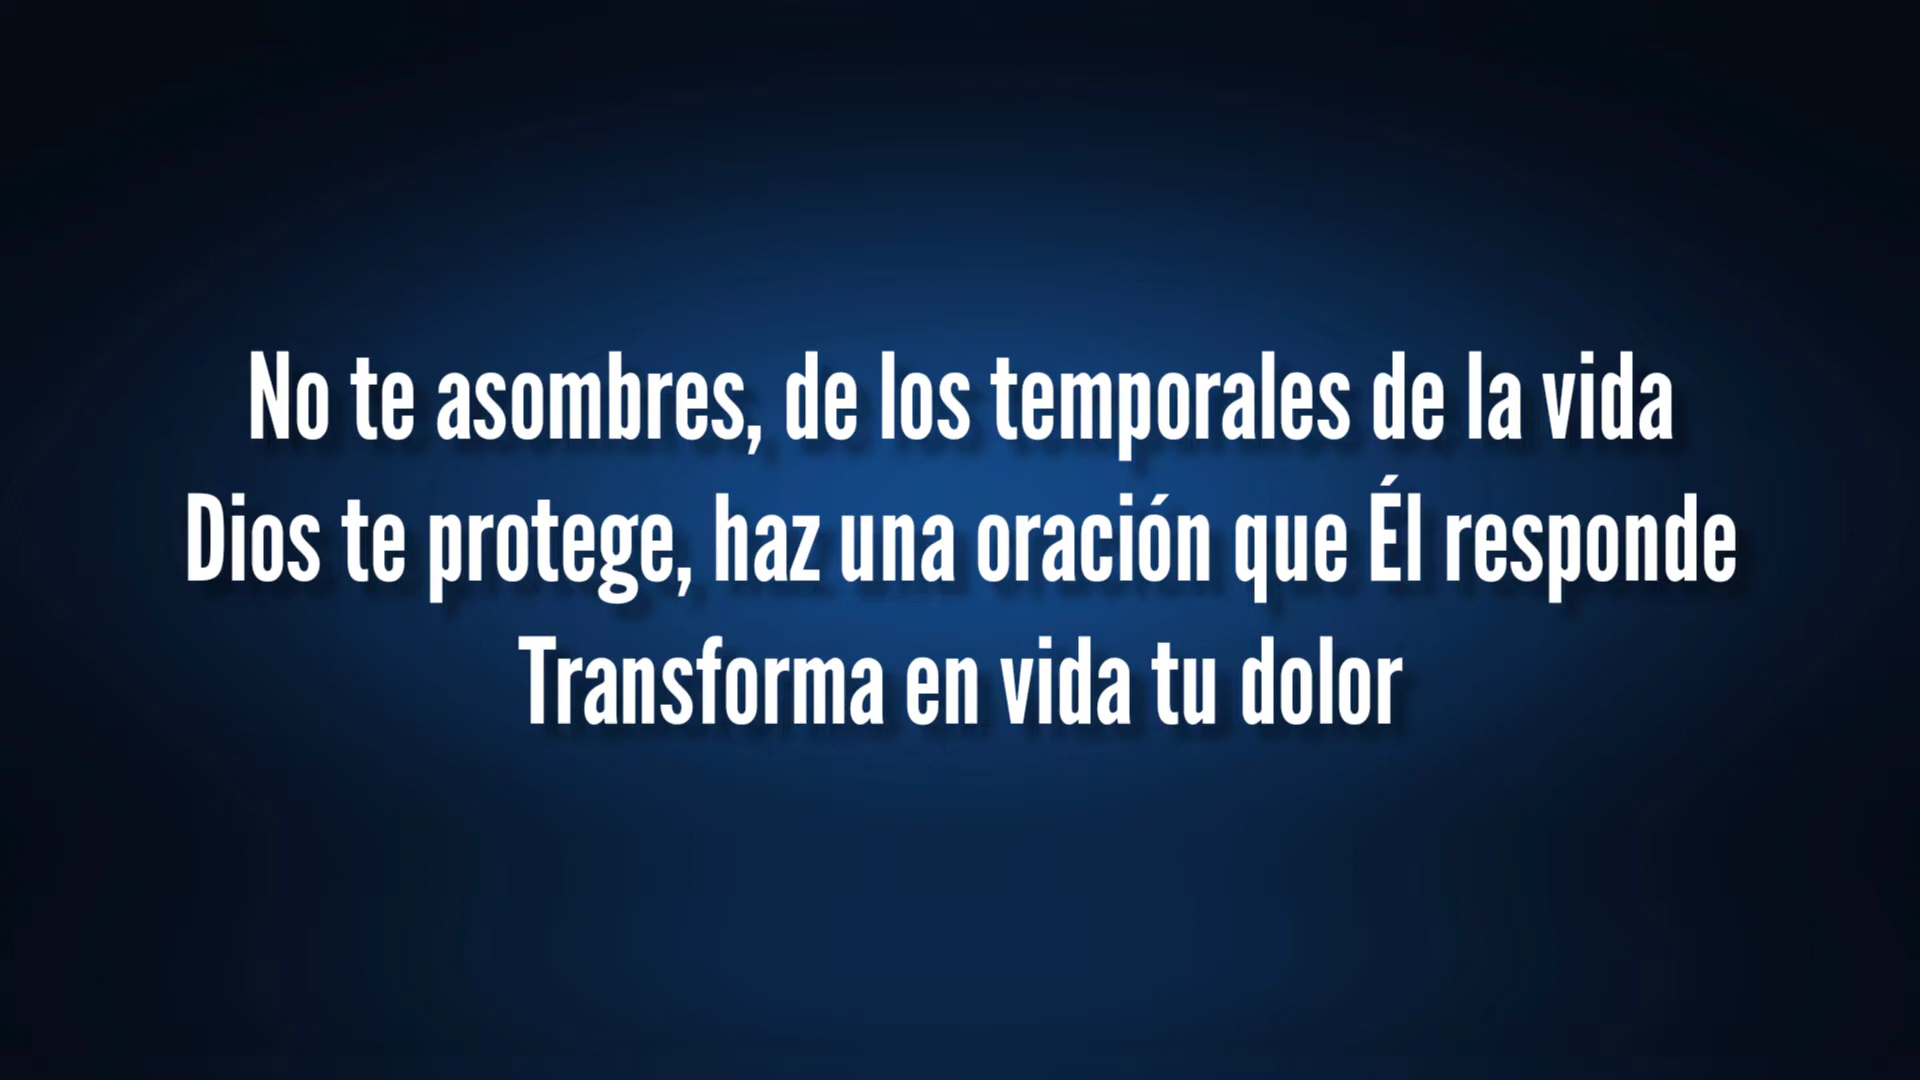 No te asombres, de los temporales de la vida
Dios te protege, haz una oración que Él responde
Transforma en vida tu dolor